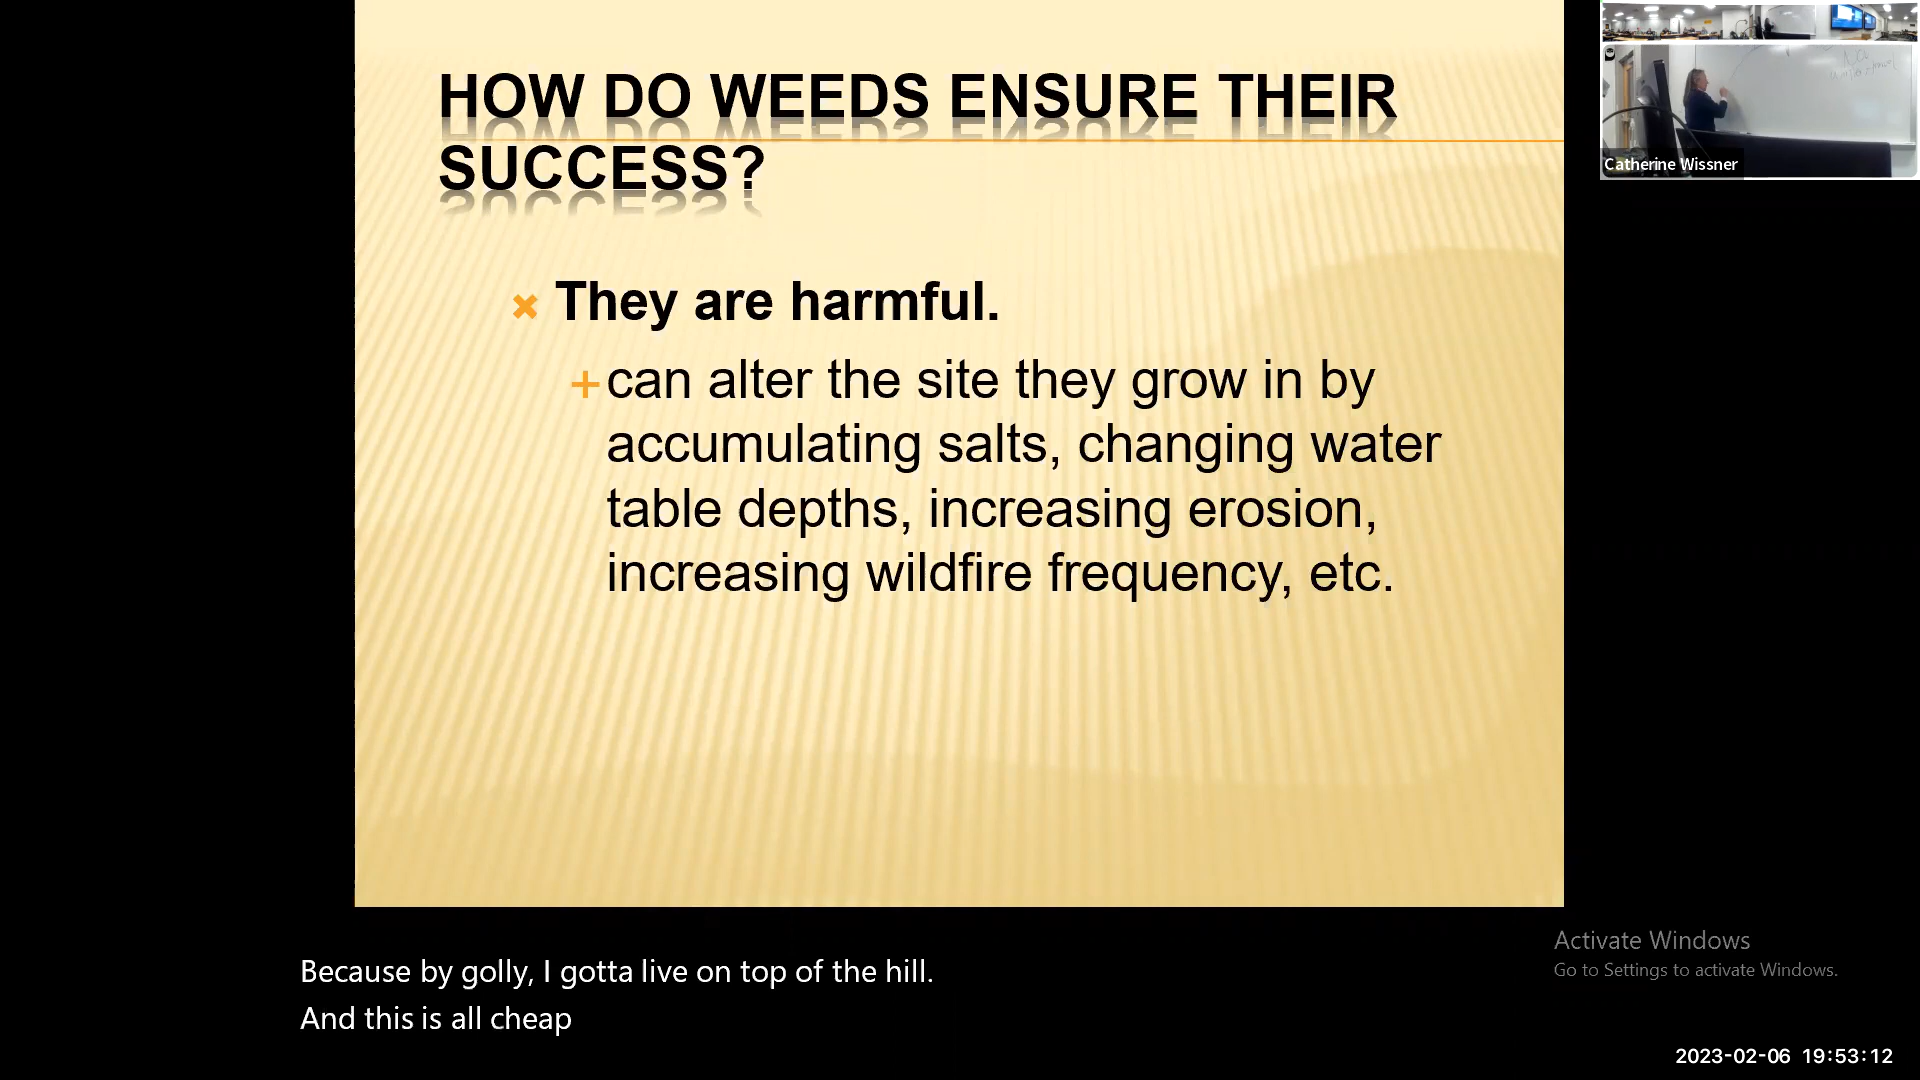 HOW DO WEEDS ENSURE THEIR
SUCCESS?
They are harmful.
can alter the site they grow in by
accumulating salts, changing water
table depths, increasing erosion,
increasing wildfire frequency, etc.
Catherine Wissner
Because by golly, I gotta live on top of the hill.
And this is all cheap
Activate Windows
Go to Settings to activate Windows.
2023-02-06 19:53:12